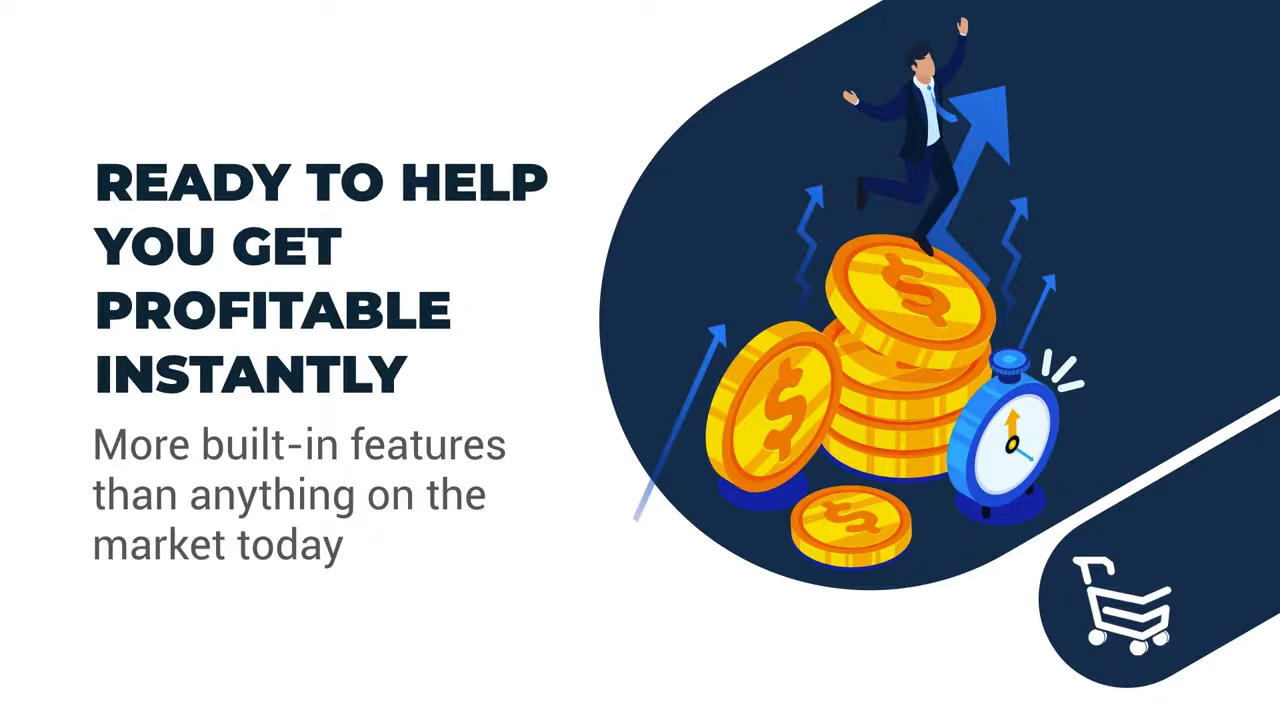 READY TO HELP
YOU GET
PROFITABLE
INSTANTLY
More built-in features
than anything on the
market today